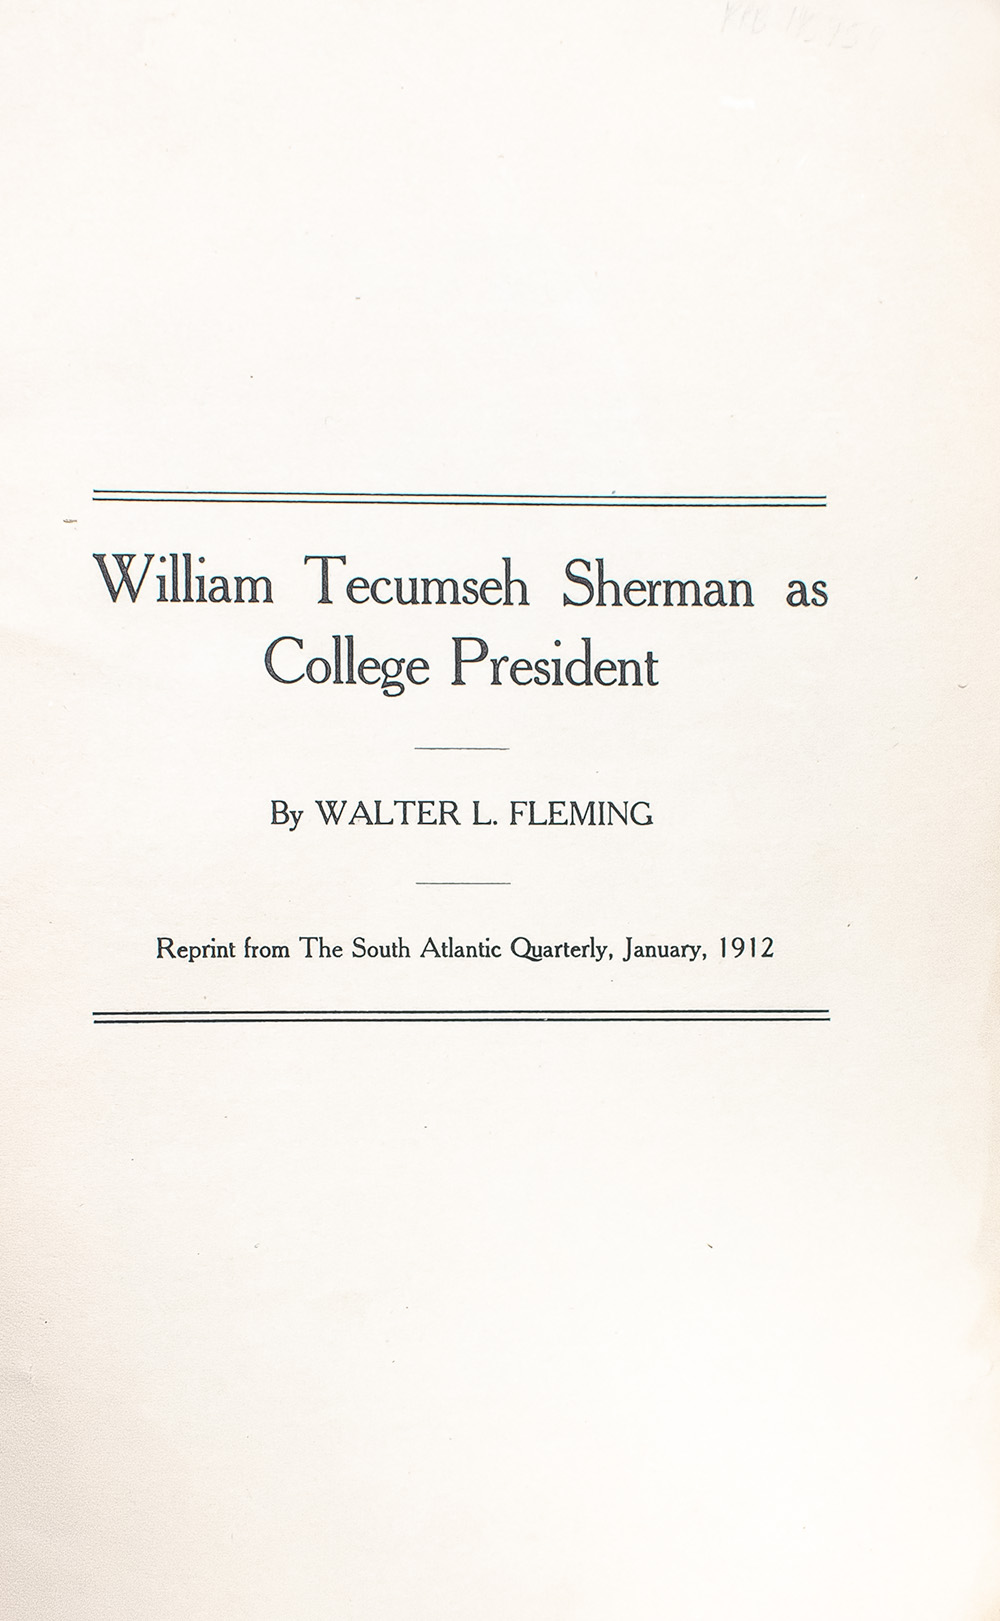 William Tecumseh Sherman as
College President
By WALTER L. FLEMING
Reprint from The South Atlantic Quarterly, January, 1912